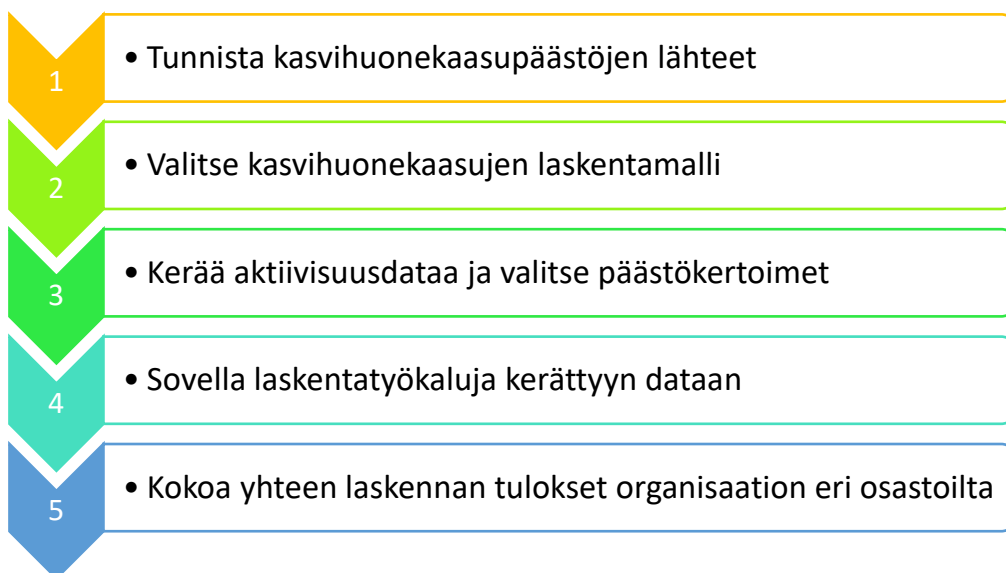 1
• Tunnista kasvihuonekaasupäästöjen lähteet
2
• Valitse kasvihuonekaasujen laskentamalli
3
• Kerää aktiivisuusdataa ja valitse päästökertoimet
4
• Sovella laskentatyökaluja kerättyyn dataan
5
• Kokoa yhteen laskennan tulokset organisaation eri osastoilta